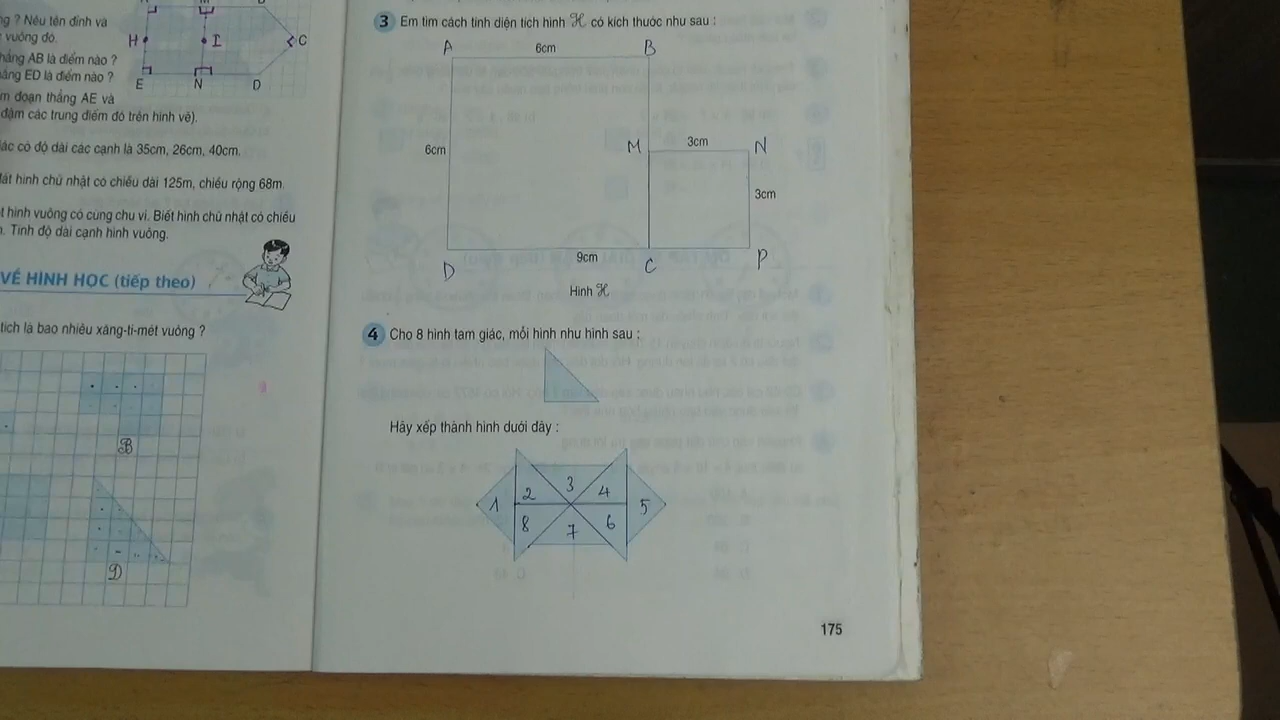 ng ? Nêu tên đỉnh và
vuông đó.
hẳng AB là điểm nào ?
hẳng ED là điểm nào ?
m đoạn thẳng AE và
đậm các trung điểm đó trên hình vẽ).
H
I
C
E
N
D
iác có độ dài các cạnh là 35cm, 26cm, 40cm.
đất hình chữ nhật có chiều dài 125m, chiều rộng 68m
t hình vuông có cùng chu vi. Biết hình chữ nhật có chiều
. Tính độ dài cạnh hình vuông.
VỀ HÌNH HỌC (tiếp theo)
tích là bao nhiêu xăng-ti-mét vuông ?
B
D
3 Em tìm cách tính diện tích hình H có kích thước như sau :
A
6cm
B
6cm
M
3cm
N
3cm
D
9cm
C
P
Hình H
4 Cho 8 hình tam giác, mỗi hình như hình sau :
Hãy xếp thành hình dưới đây :
1
2
3
4
5
8
7
6
175